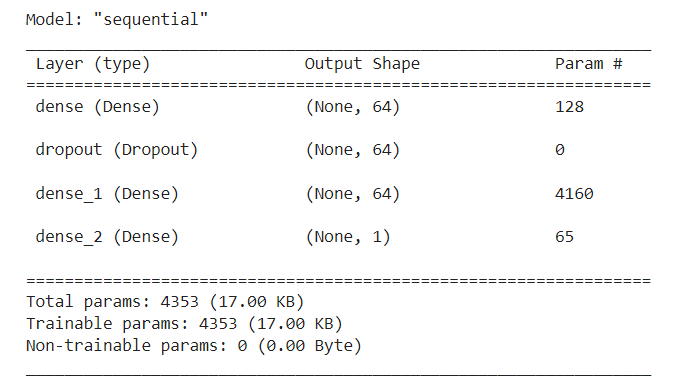 Model: "sequential"
_________________________________________________________________
Layer (type) Output Shape Param #
=================================================================
dense (Dense) (None, 64) 128
dropout (Dropout) (None, 64) 0
dense_1 (Dense) (None, 64) 4160
dense_2 (Dense) (None, 1) 65
=================================================================
Total params: 4353 (17.00 KB)
Trainable params: 4353 (17.00 KB)
Non-trainable params: 0 (0.00 Byte)
_________________________________________________________________